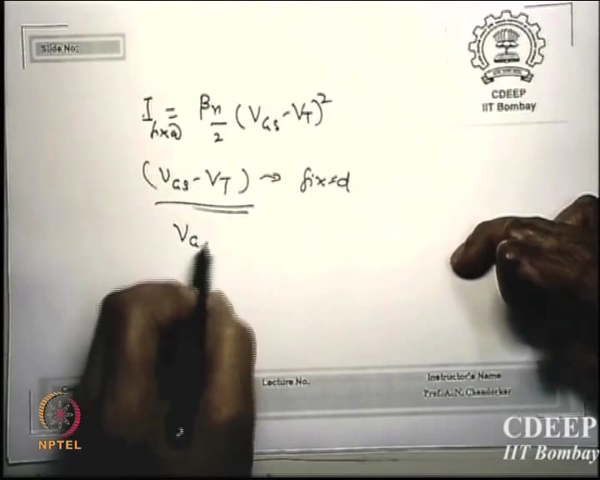 Slide No:
CDEEP
IIT Bombay
I fixed = βn/2 (VGS-VT)²
(VGS-VT) → fixed
VG
Lecture No.
Instructor's Name
Prof. A. N. Chandorkar
NPTEL
CDEEP
IIT Bombay